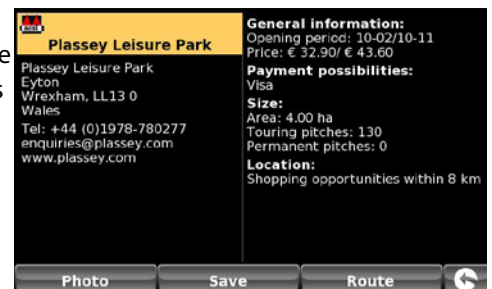 ACSI
Plassey Leisure Park
Plassey Leisure Park
Eyton
Wrexham, LL13 0
Wales
Tel: +44 (0)1978-780277
enquiries@plassey.com
www.plassey.com
General information:
Opening period: 10-02/10-11
Price: € 32.90/ € 43.60
Payment possibilities:
Visa
Size:
Area: 4.00 ha
Touring pitches: 130
Permanent pitches: 0
Location:
Shopping opportunities within 8 km
Photo
Save
Route